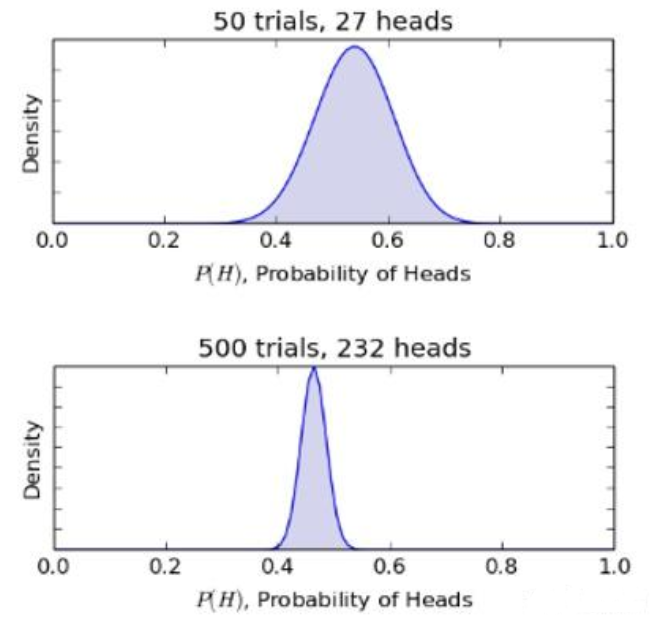 50 trials, 27 heads
Density
0.0 0.2 0.4 0.6 0.8 1.0
P(H), Probability of Heads
500 trials, 232 heads
Density
0.0 0.2 0.4 0.6 0.8 1.0
P(H), Probability of Heads